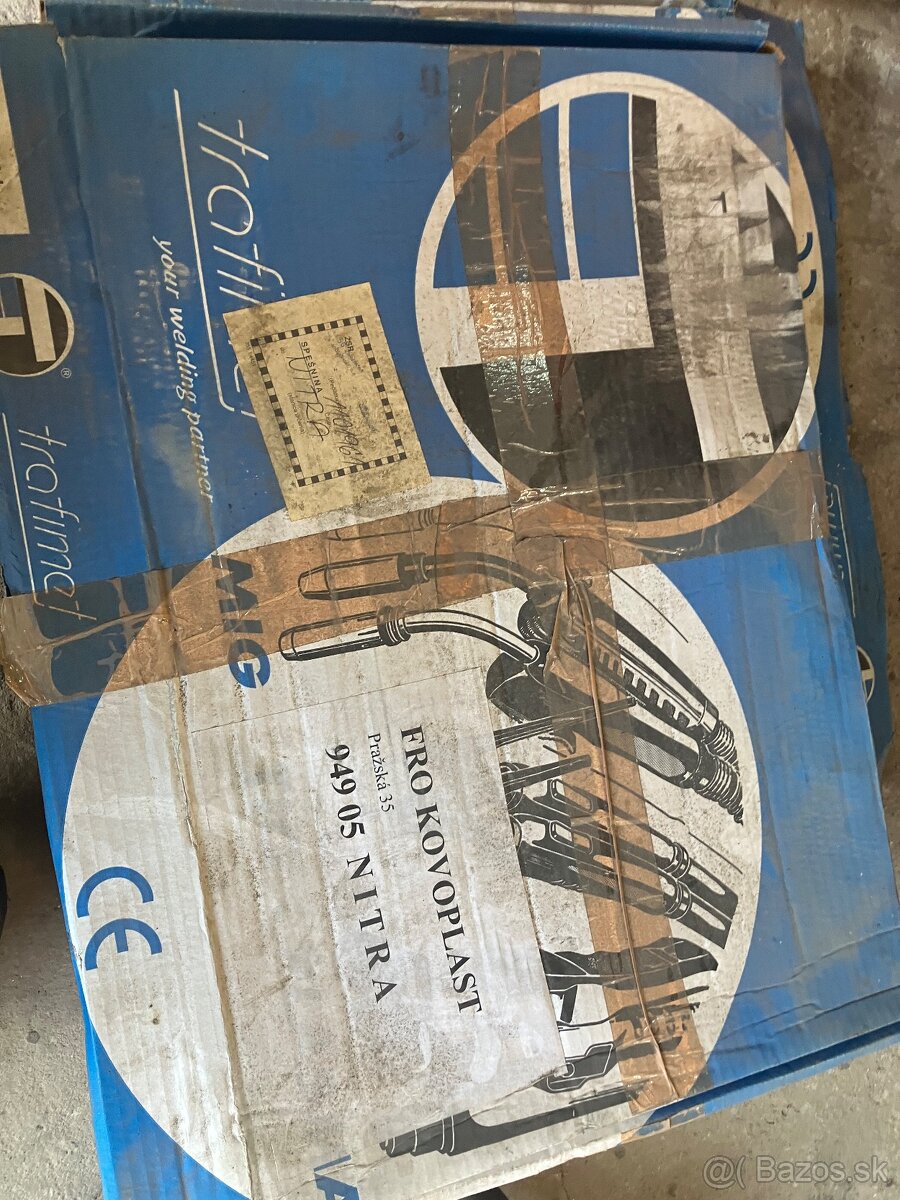 trafimet
your welding partner
SPEŠNINA
NITRA
MIG
FRO KOVOPLAST
Pražská 35
949 05 NITRA
CE
trafimet
®
@( Bazos.sk